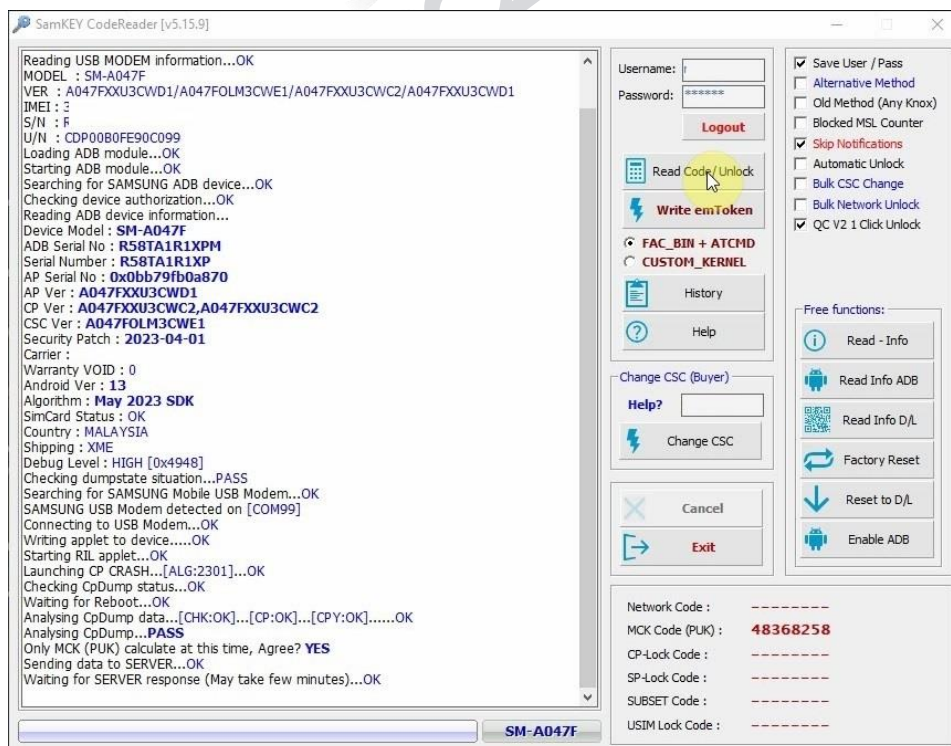 SamKEY CodeReader [v5.15.9]
Reading USB MODEM information...OK
MODEL : SM-A047F
VER : A047FXXU3CWD1/A047FOLM3CWE1/A047FXXU3CWC2/A047FXXU3CWD1
IMEI : 3
S/N : F
U/N : CDP00B0FE90C099
Loading ADB module...OK
Starting ADB module...OK
Searching for SAMSUNG ADB device...OK
Checking device authorization...OK
Reading ADB device information...
Device Model : SM-A047F
ADB Serial No : R58TA1R1XPM
Serial Number : R58TA1R1XP
AP Serial No : 0x0bb79fb0a870
AP Ver : A047FXXU3CWD1
CP Ver : A047FXXU3CWC2,A047FXXU3CWC2
CSC Ver : A047FOLM3CWE1
Security Patch : 2023-04-01
Carrier :
Warranty VOID : 0
Android Ver : 13
Algorithm : May 2023 SDK
SimCard Status : OK
Country : MALAYSIA
Shipping : XME
Debug Level : HIGH [0x4948]
Checking dumpstate situation...PASS
Searching for SAMSUNG Mobile USB Modem...OK
SAMSUNG USB Modem detected on [COM99]
Connecting to USB Modem...OK
Writing applet to device.....OK
Starting RIL applet...OK
Launching CP CRASH...[ALG:2301]...OK
Checking CpDump status...OK
Waiting for Reboot...OK
Analysing CpDump data...[CHK:OK]...[CP:OK]...[CPY:OK]......OK
Analysing CpDump...PASS
Only MCK (PUK) calculate at this time, Agree? YES
Sending data to SERVER...OK
Waiting for SERVER response (May take few minutes)...OK
SM-A047F
Username: r
Password: ******
Logout
Read Code/Unlock
Write emToken
FAC_BIN + ATCMD
CUSTOM_KERNEL
History
Help
Change CSC (Buyer)
Help?
Change CSC
Cancel
Exit
Save User / Pass
Alternative Method
Old Method (Any Knox)
Blocked MSL Counter
Skip Notifications
Automatic Unlock
Bulk CSC Change
Bulk Network Unlock
QC V2 1 Click Unlock
Free functions:
Read - Info
Read Info ADB
Read Info D/L
Factory Reset
Reset to D/L
Enable ADB
Network Code : --------
MCK Code (PUK) : 48368258
CP-Lock Code : --------
SP-Lock Code : --------
SUBSET Code : --------
USIM Lock Code : --------